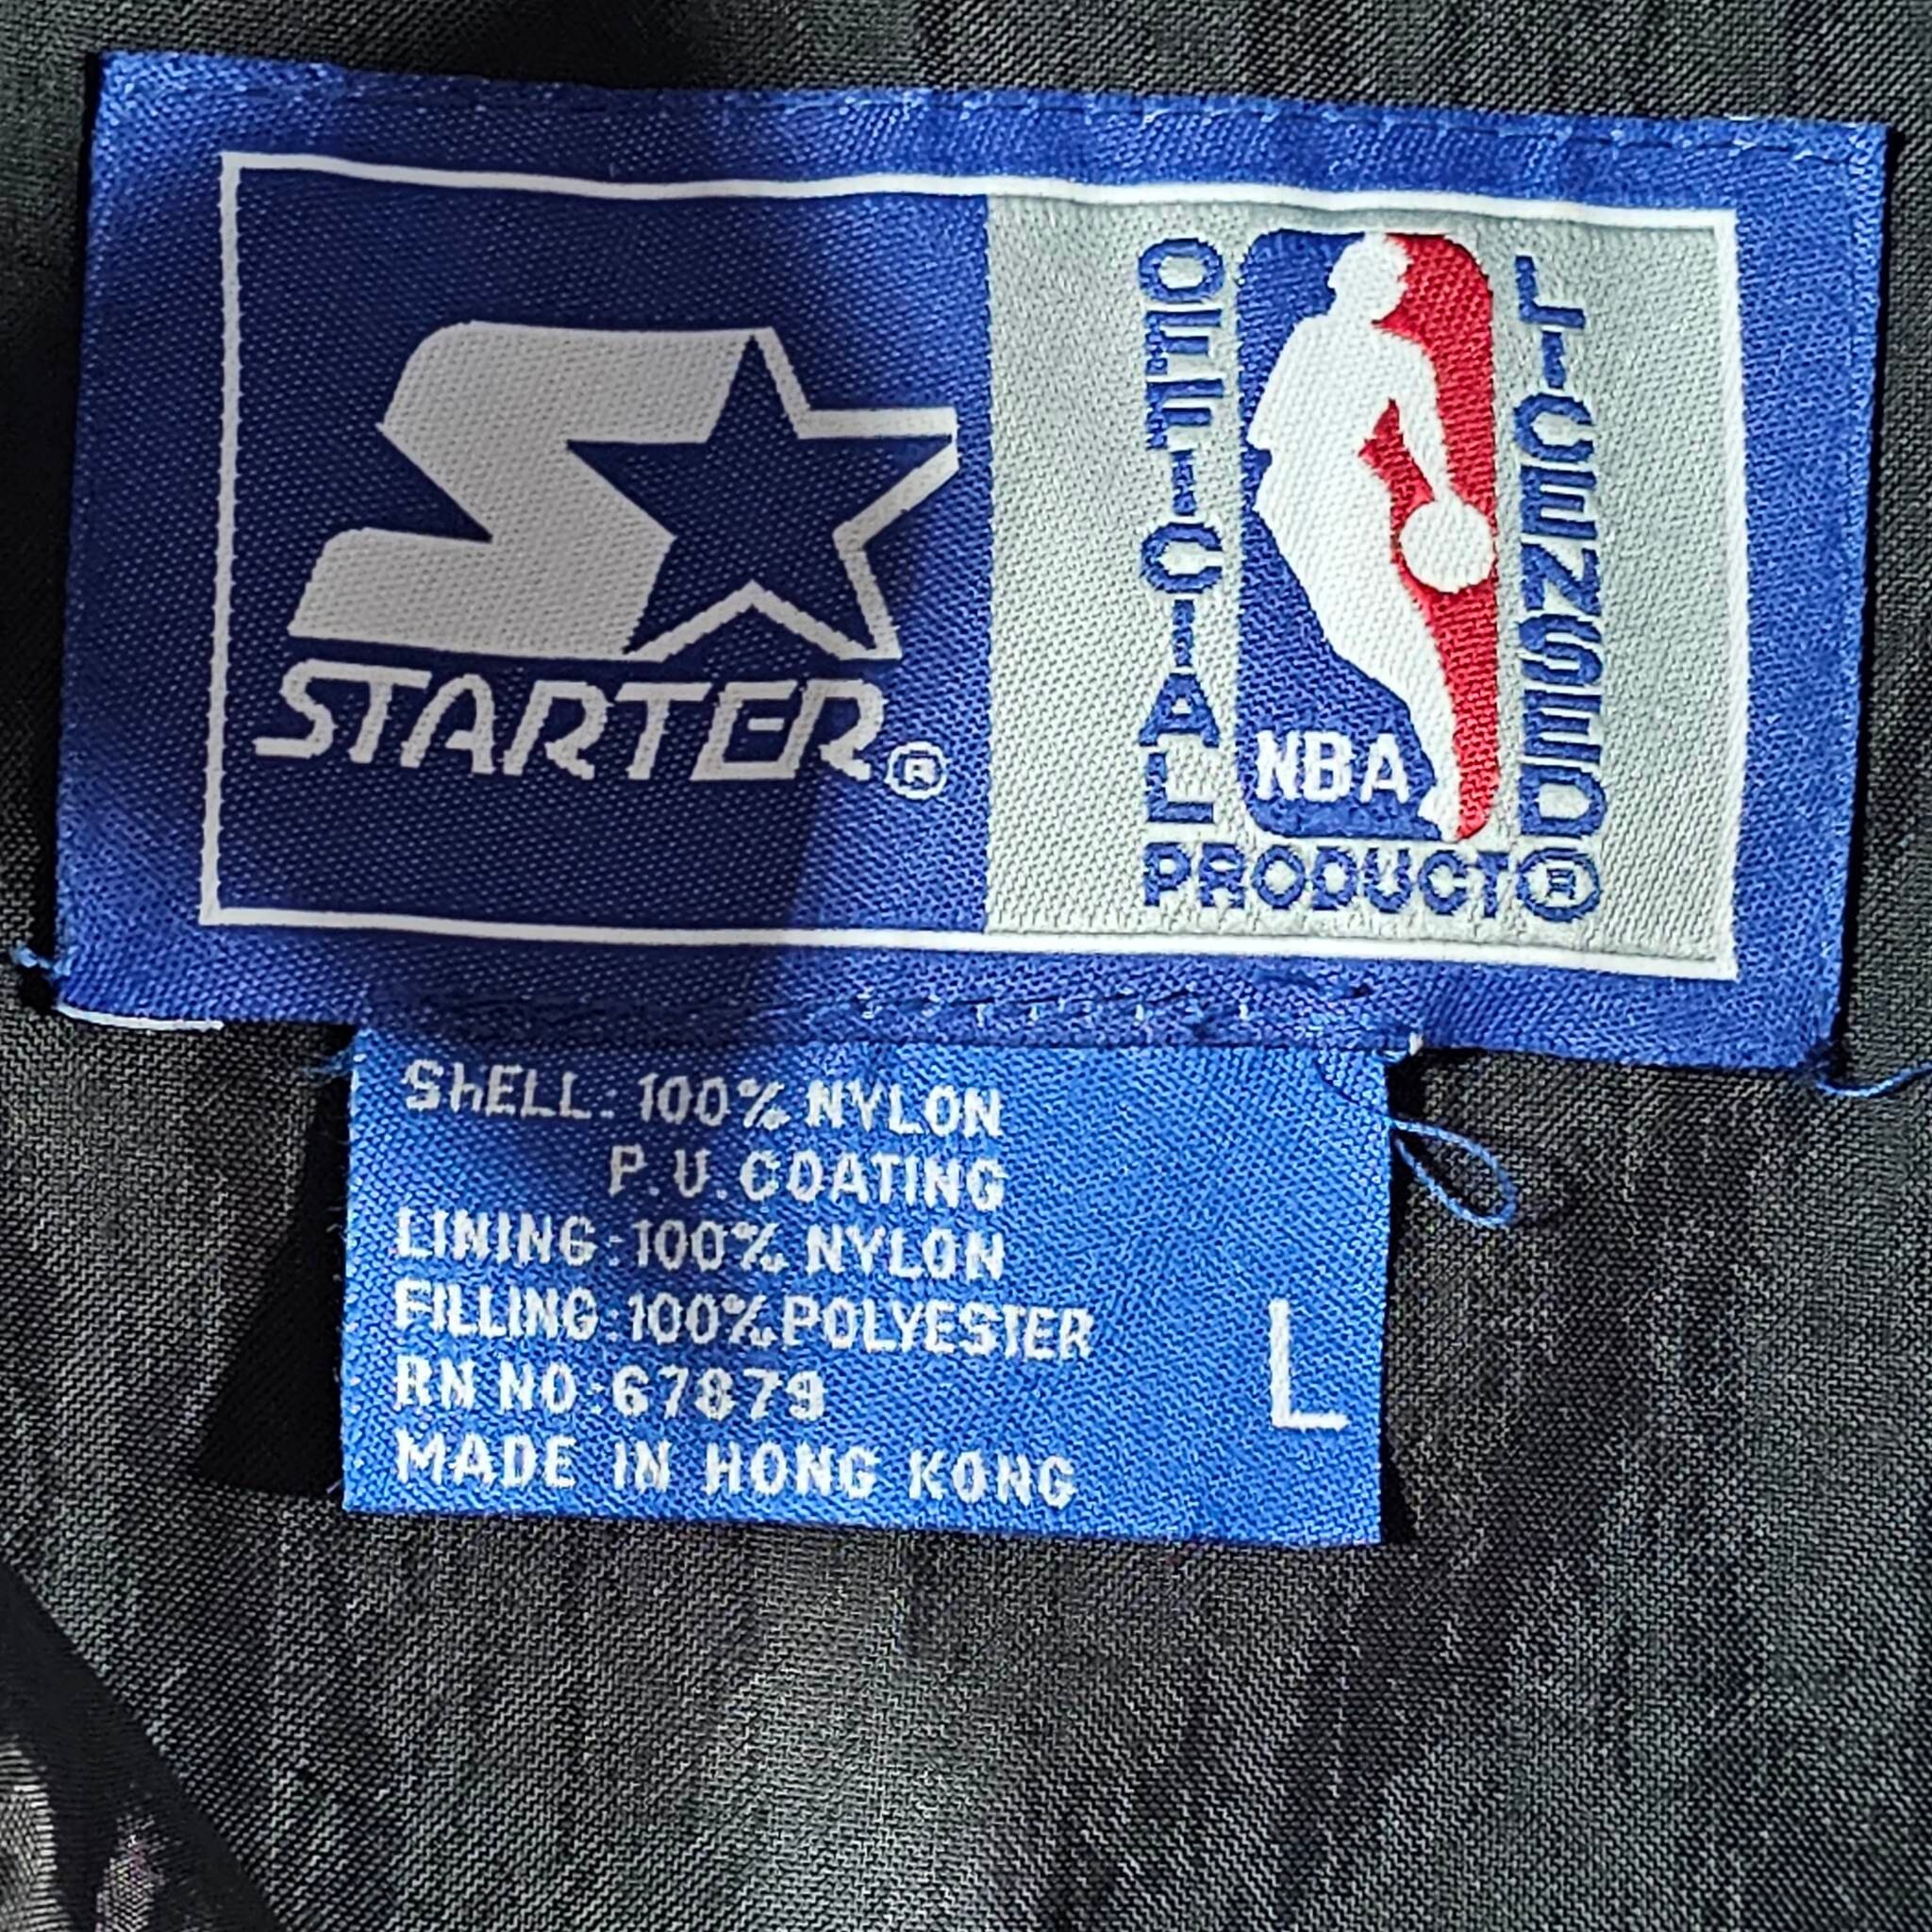 STARTER®
OFFICIAL
NBA
LICENSED
PRODUCT®
SHELL: 100% NYLON
P.U. COATING
LINING: 100% NYLON
FILLING: 100% POLYESTER
RN NO: 67879
MADE IN HONG KONG
L